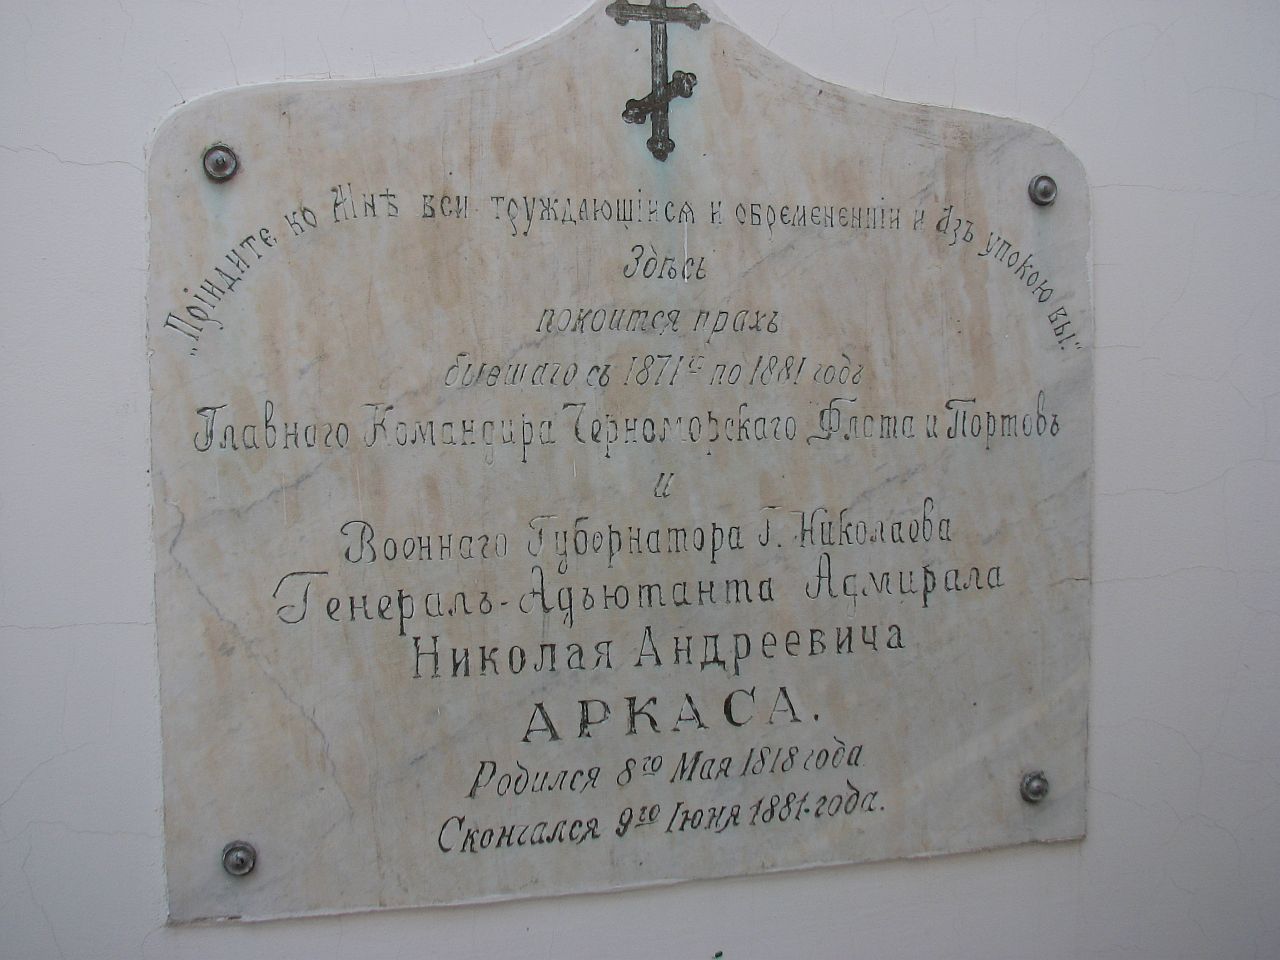 „Пріндите ко Мнѣ вси труждающіися и обремененніи и Азъ упокою вы.“
Здѣсь
покоится прахъ
бывшаго съ 1871го по 1881 годъ
Главнаго Командира Черноморскаго Флота и Портовъ
и
Военнаго Губернатора Г. Николаева
Генералъ-Адъютанта Адмирала
Николая Андреевича
АРКАСА.
Родился 8го Мая 1818 года
Скончался 9го Іюня 1881 года.